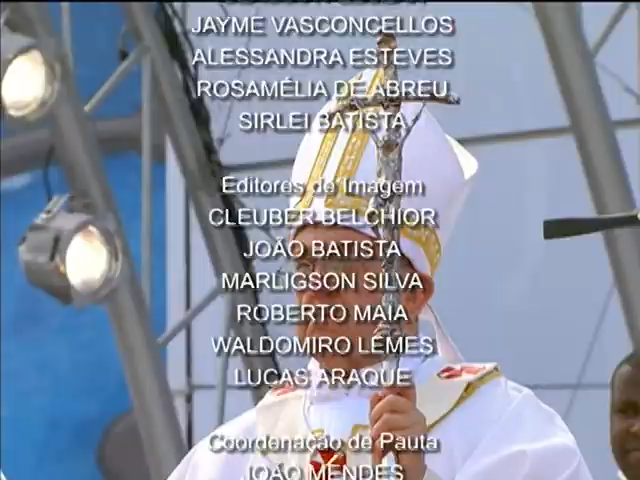 JAYME VASCONCELLOS
ALESSANDRA ESTEVES
ROSAMÉLIA DE ABREU
SIRLEI BATISTA
Editores de Imagem
CLEUBER BELCHIOR
JOÃO BATISTA
MARLIGSON SILVA
ROBERTO MAIA
WALDOMIRO LEMES
LUCAS ARAQUE
Coordenação de Pauta
JOÃO MENDES